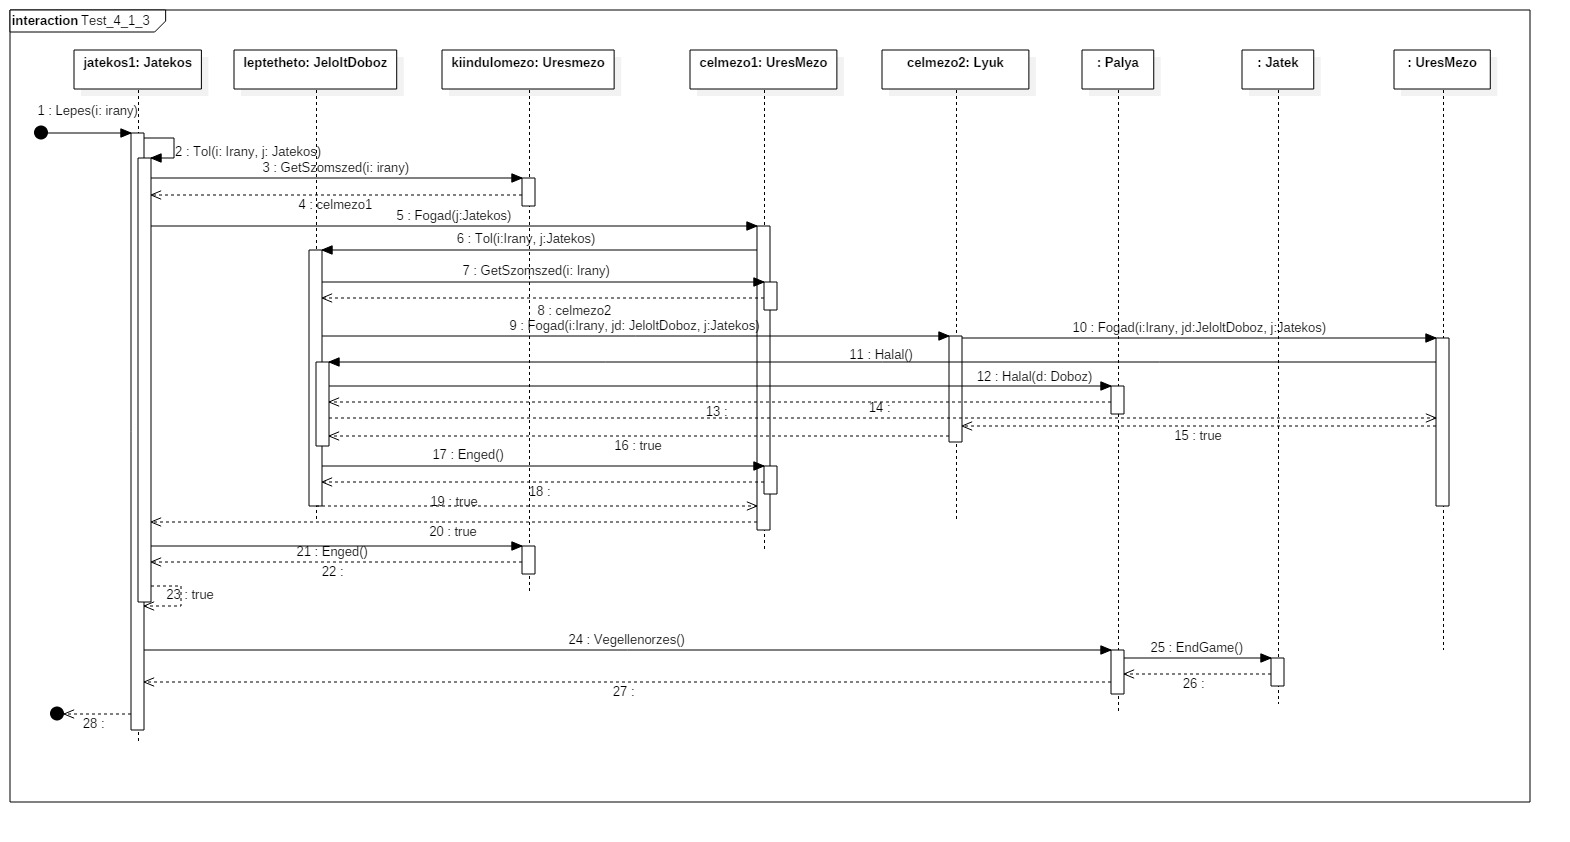 interaction Test_4_1_3
jatekos1: Jatekos
leptetheto: JeloltDoboz
kiindulomezo: Uresmezo
celmezo1: UresMezo
celmezo2: Lyuk
: Palya
: Jatek
: UresMezo
1 : Lepes(i: irany)
2 : Tol(i: Irany, j: Jatekos)
3 : GetSzomszed(i: irany)
4 : celmezo1
5 : Fogad(j:Jatekos)
6 : Tol(i:Irany, j:Jatekos)
7 : GetSzomszed(i: Irany)
8 : celmezo2
9 : Fogad(i:Irany, jd: JeloltDoboz, j:Jatekos)
10 : Fogad(i:Irany, jd:JeloltDoboz, j:Jatekos)
11 : Halal()
12 : Halal(d: Doboz)
13 :
14 :
15 : true
16 : true
17 : Enged()
18 :
19 : true
20 : true
21 : Enged()
22 :
23 : true
24 : Vegellenorzes()
25 : EndGame()
26 :
27 :
28 :